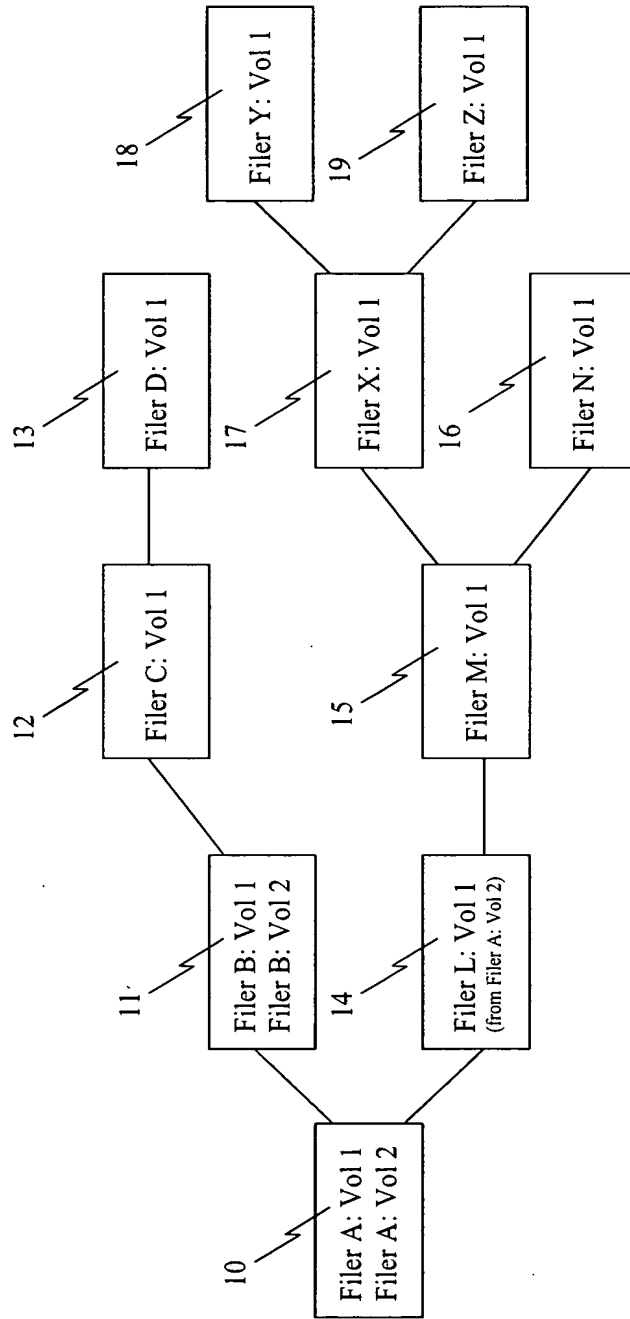 10
Filer A: Vol 1
Filer A: Vol 2
11
Filer B: Vol 1
Filer B: Vol 2
12
Filer C: Vol 1
13
Filer D: Vol 1
14
Filer L: Vol 1
(from Filer A: Vol 2)
15
Filer M: Vol 1
16
Filer N: Vol 1
17
Filer X: Vol 1
18
Filer Y: Vol 1
19
Filer Z: Vol 1